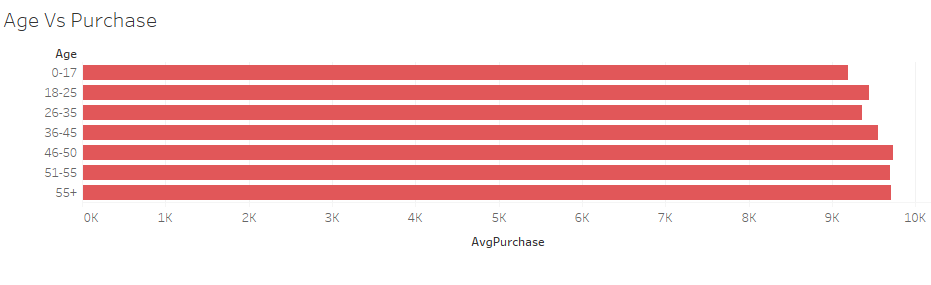 Age Vs Purchase
Age
0-17
18-25
26-35
36-45
46-50
51-55
55+
0K 1K 2K 3K 4K 5K 6K 7K 8K 9K 10K
AvgPurchase